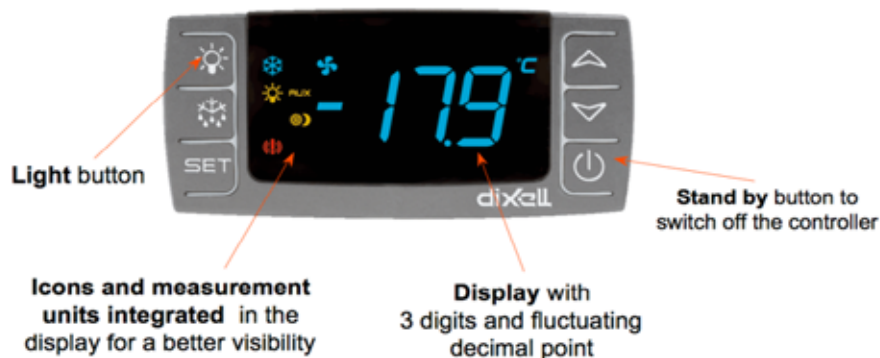 °C
AUX
-17.9
SET
dixell
Light button
Stand by button to
switch off the controller
Icons and measurement
units integrated in the
display for a better visibility
Display with
3 digits and fluctuating
decimal point